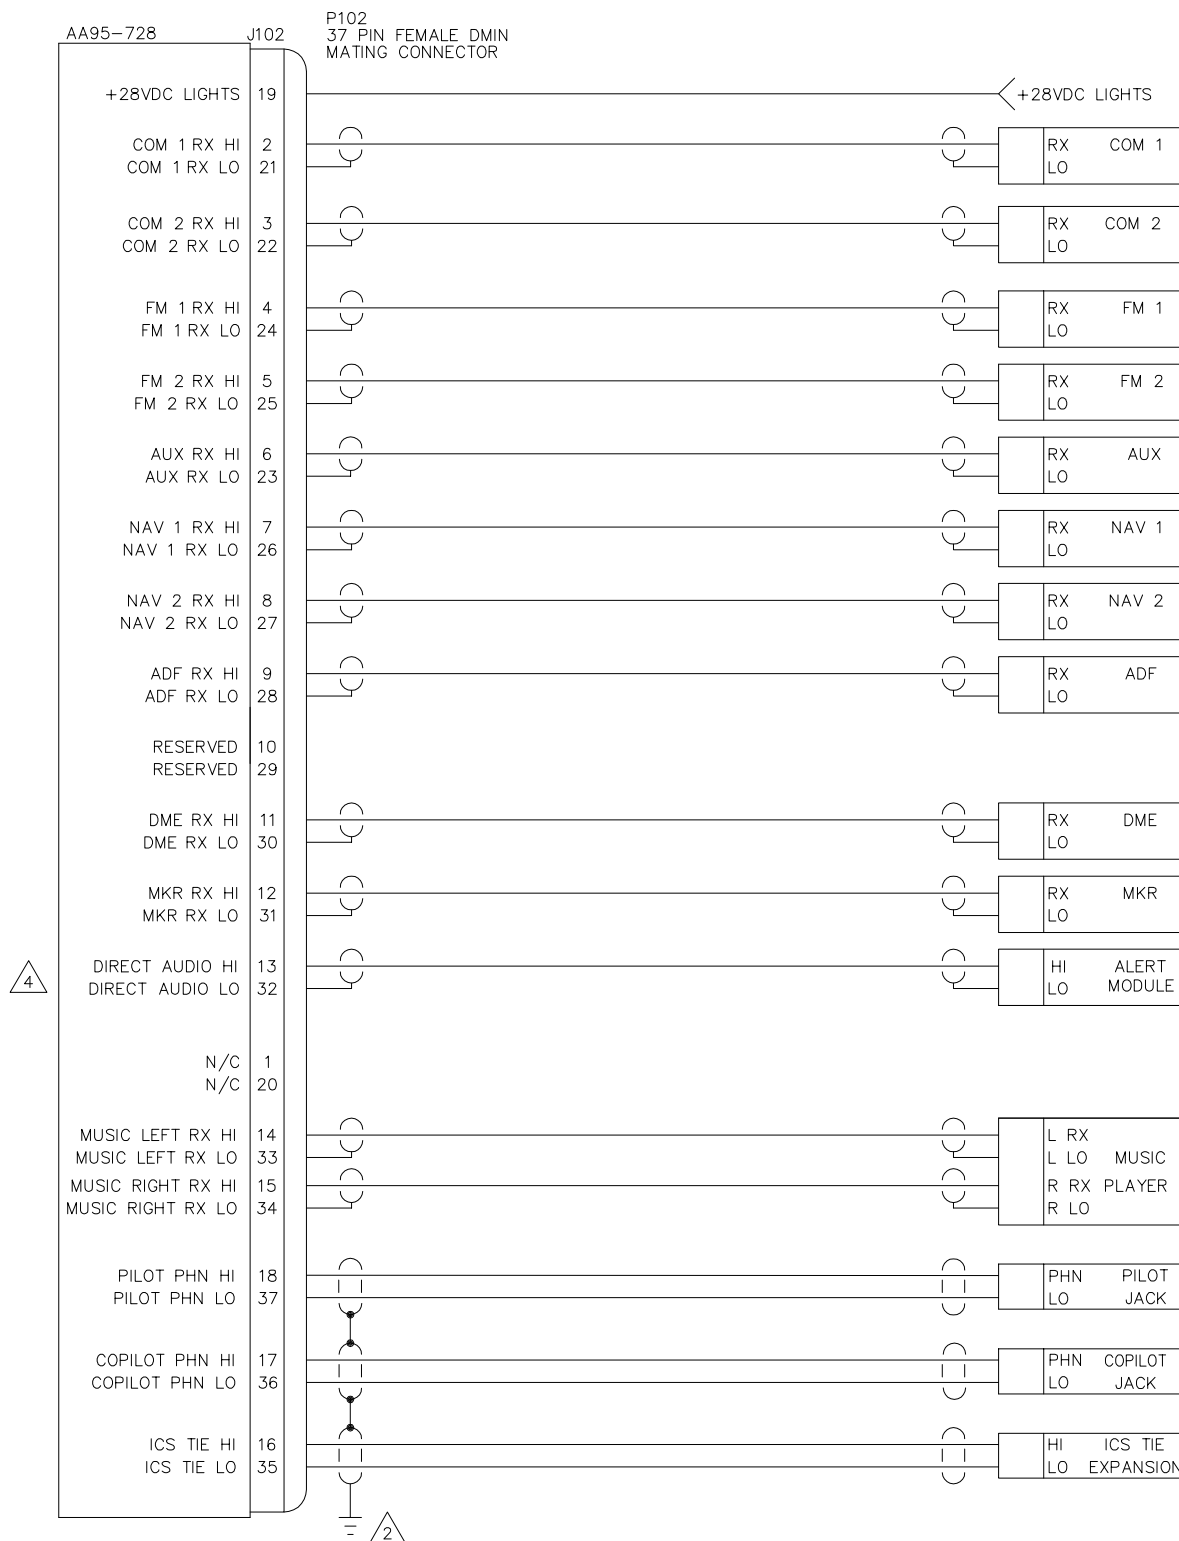 AA95-728 J102
P102
37 PIN FEMALE DMIN
MATING CONNECTOR
+28VDC LIGHTS 19 +28VDC LIGHTS
COM 1 RX HI 2 RX COM 1
COM 1 RX LO 21 LO
COM 2 RX HI 3 RX COM 2
COM 2 RX LO 22 LO
FM 1 RX HI 4 RX FM 1
FM 1 RX LO 24 LO
FM 2 RX HI 5 RX FM 2
FM 2 RX LO 25 LO
AUX RX HI 6 RX AUX
AUX RX LO 23 LO
NAV 1 RX HI 7 RX NAV 1
NAV 1 RX LO 26 LO
NAV 2 RX HI 8 RX NAV 2
NAV 2 RX LO 27 LO
ADF RX HI 9 RX ADF
ADF RX LO 28 LO
RESERVED 10
RESERVED 29
DME RX HI 11 RX DME
DME RX LO 30 LO
MKR RX HI 12 RX MKR
MKR RX LO 31 LO
DIRECT AUDIO HI 13 HI ALERT
4 DIRECT AUDIO LO 32 LO MODULE
N/C 1
N/C 20
MUSIC LEFT RX HI 14 L RX
MUSIC LEFT RX LO 33 L LO MUSIC
MUSIC RIGHT RX HI 15 R RX PLAYER
MUSIC RIGHT RX LO 34 R LO
PILOT PHN HI 18 PHN PILOT
PILOT PHN LO 37 LO JACK
COPILOT PHN HI 17 PHN COPILOT
COPILOT PHN LO 36 LO JACK
ICS TIE HI 16 HI ICS TIE
ICS TIE LO 35 LO EXPANSION
2